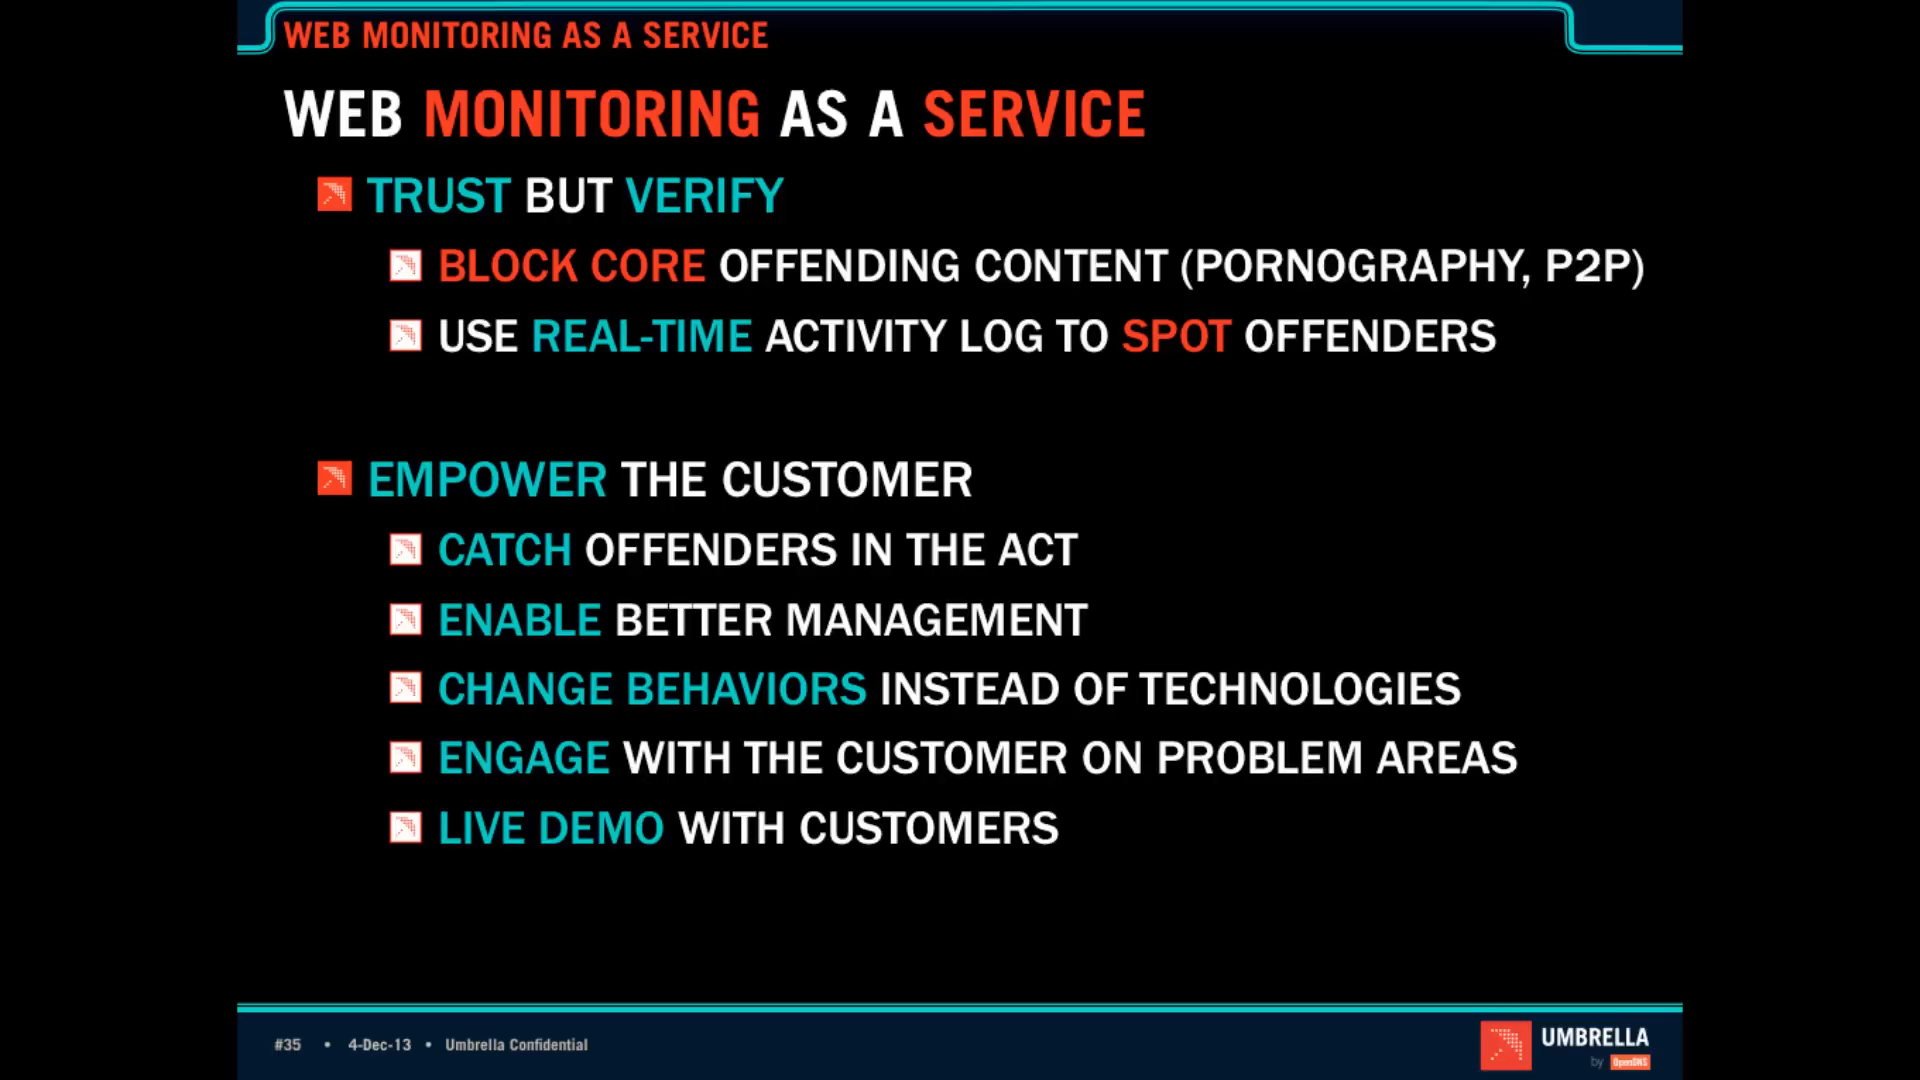 WEB MONITORING AS A SERVICE
WEB MONITORING AS A SERVICE
TRUST BUT VERIFY
BLOCK CORE OFFENDING CONTENT (PORNOGRAPHY, P2P)
USE REAL-TIME ACTIVITY LOG TO SPOT OFFENDERS
EMPOWER THE CUSTOMER
CATCH OFFENDERS IN THE ACT
ENABLE BETTER MANAGEMENT
CHANGE BEHAVIORS INSTEAD OF TECHNOLOGIES
ENGAGE WITH THE CUSTOMER ON PROBLEM AREAS
LIVE DEMO WITH CUSTOMERS
#35 • 4-Dec-13 • Umbrella Confidential
UMBRELLA
by OpenDNS